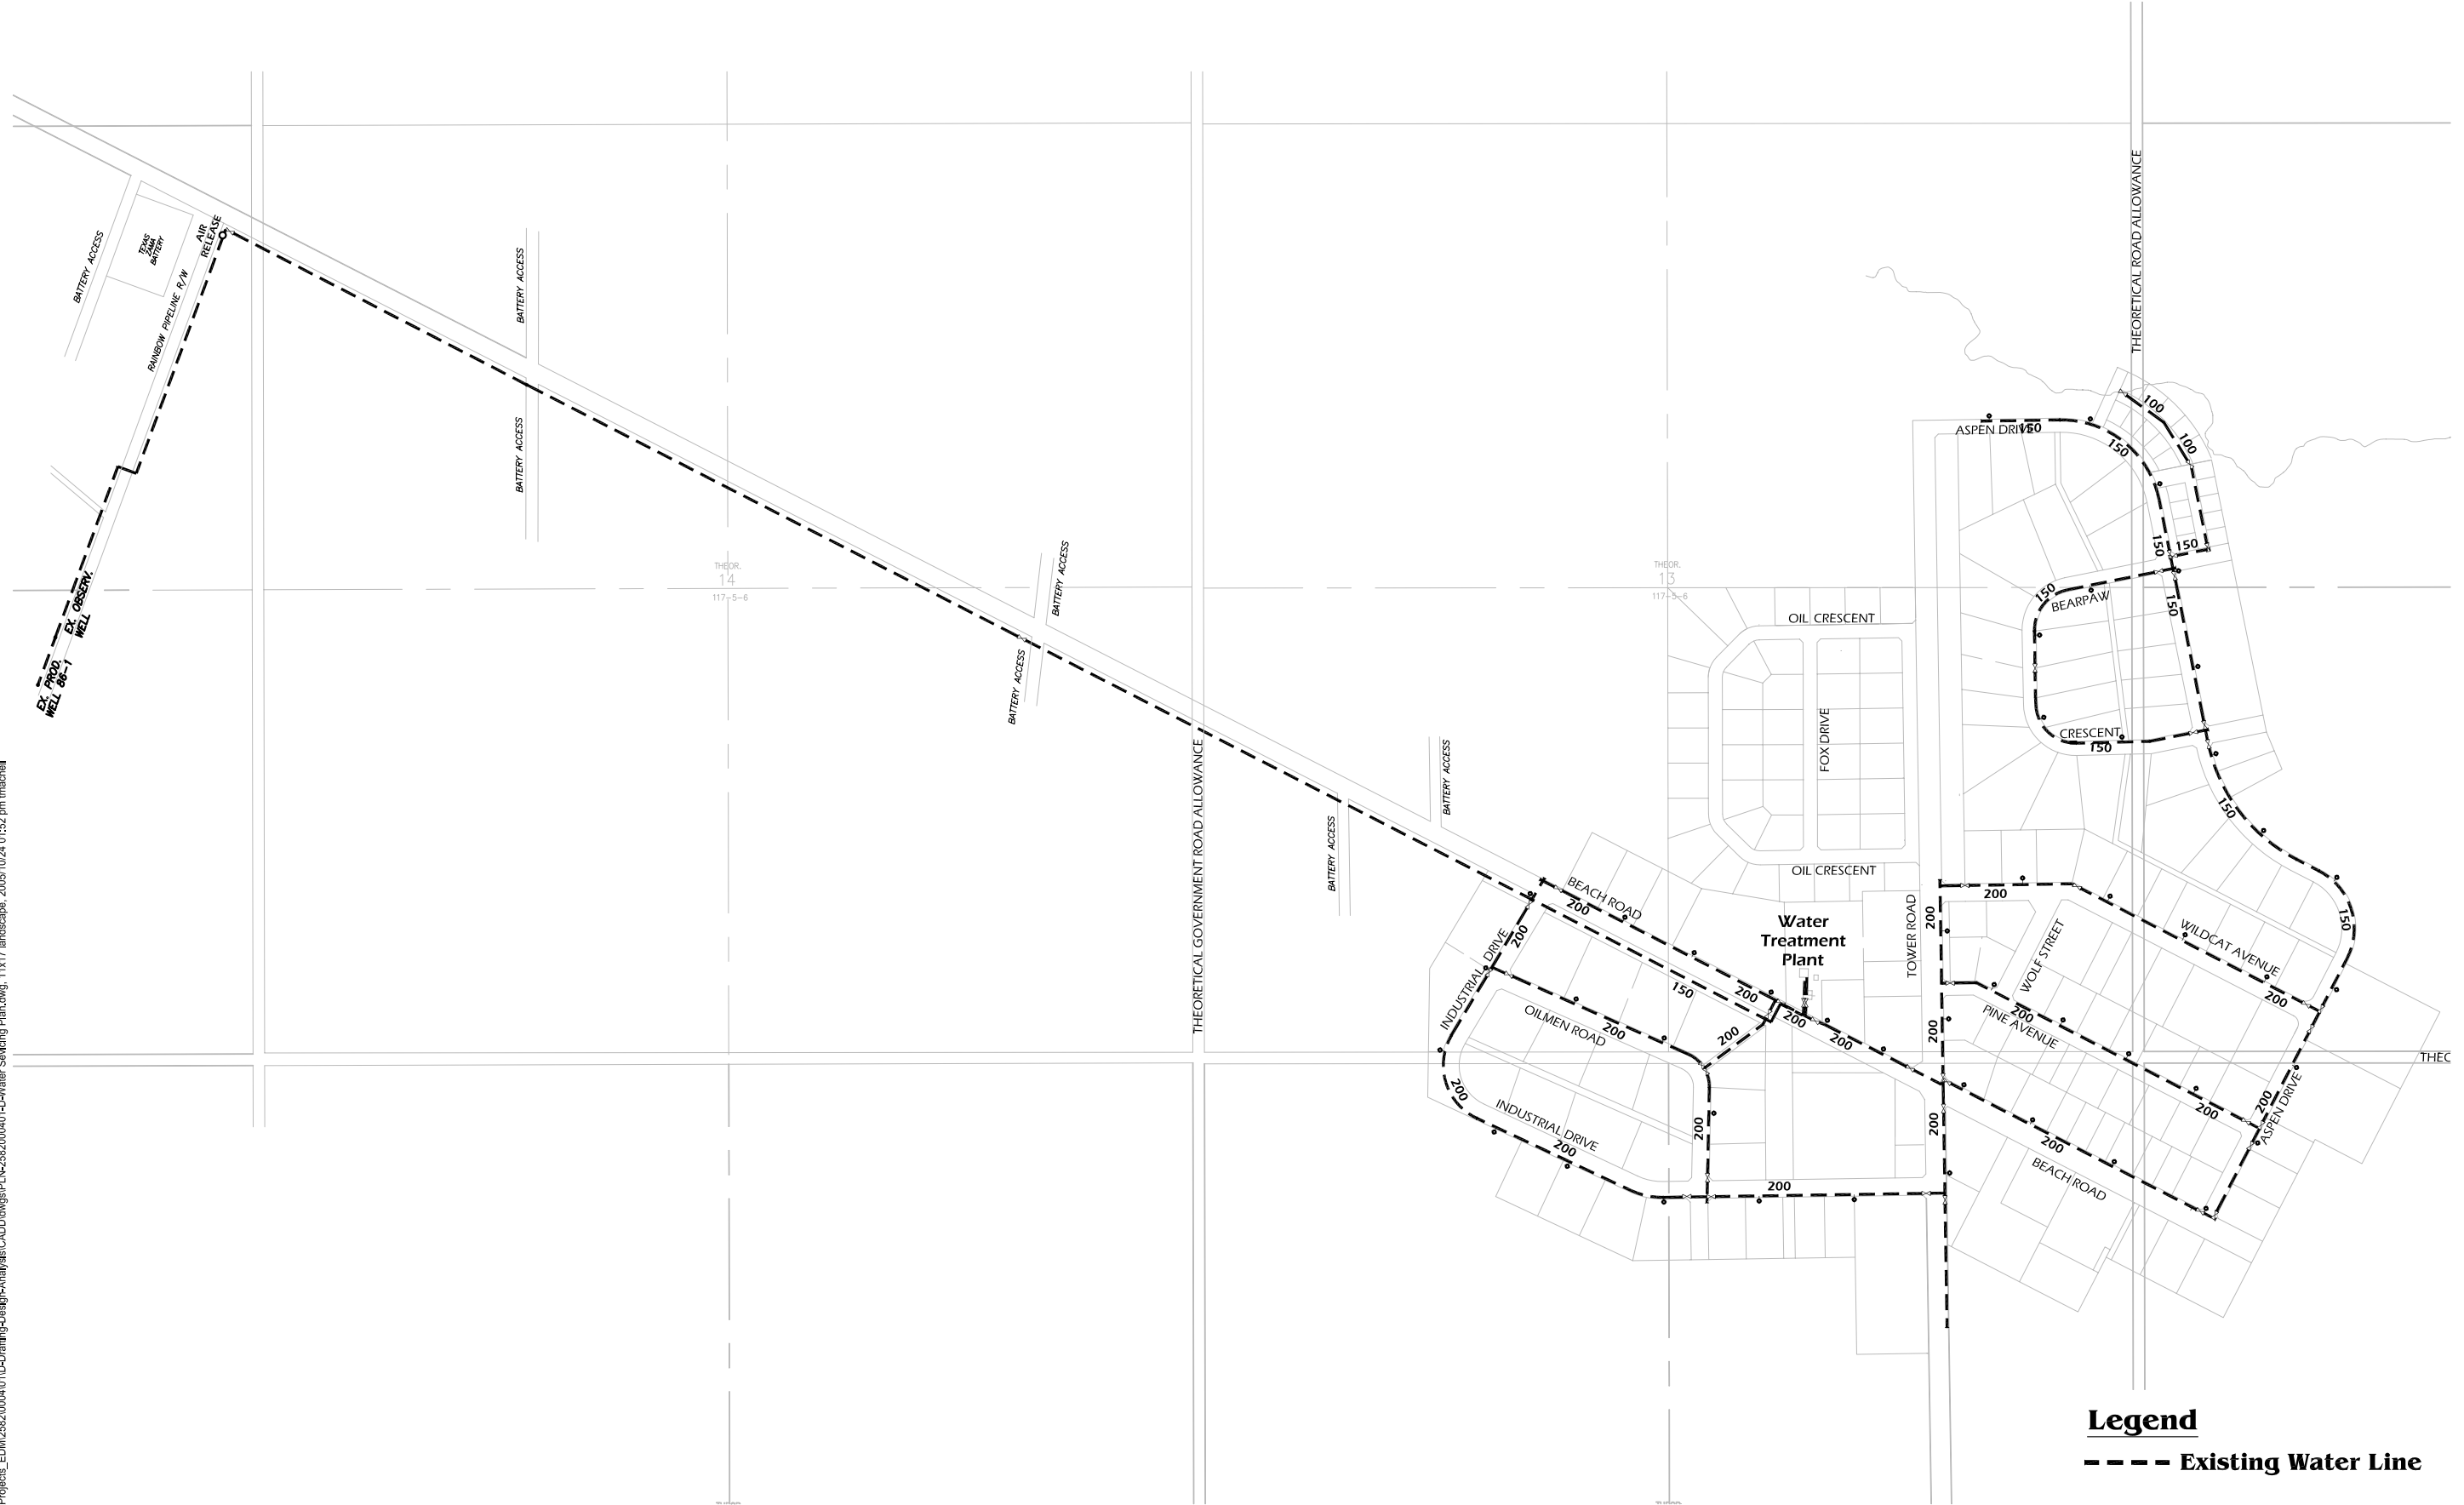 THEORETICAL ROAD ALLOWANCE
AIR
RELEASE
TEXAS
ZAMA
BATTERY
BATTERY ACCESS
RAINBOW PIPELINE R/W
BATTERY ACCESS
BATTERY ACCESS
EX. OBSERV.
WELL
EX. PROD.
WELL 86-1
THEOR.
14
117-5-6
BATTERY ACCESS
BATTERY ACCESS
THEORETICAL GOVERNMENT ROAD ALLOWANCE
BATTERY ACCESS
BATTERY ACCESS
THEOR.
13
117-5-6
100
100
ASPEN DRIVE
150
150
150
150
150
BEARPAW
150
CRESCENT
150
150
150
OIL CRESCENT
FOX DRIVE
OIL CRESCENT
BEACH ROAD
200
Water
Treatment
Plant
TOWER ROAD
200
200
WOLF STREET
WILDCAT AVENUE
200
200
INDUSTRIAL DRIVE
150
200
200
200
200
OILMEN ROAD
200
200
200
PINE AVENUE
200
200
200
ASPEN DRIVE
THEO
200
INDUSTRIAL DRIVE
200
200
200
200
200
BEACH ROAD
Legend
Existing Water Line